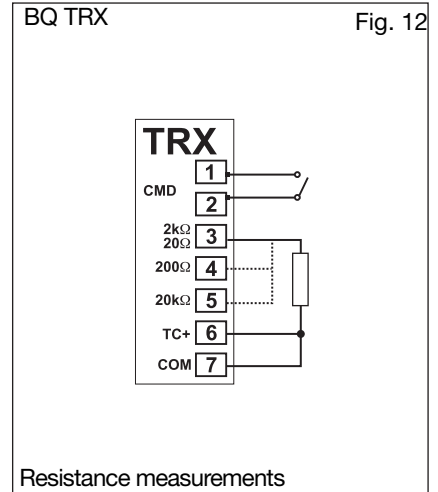 BQ TRX Fig. 12
TRX
1
CMD
2
2kΩ
20Ω 3
200Ω 4
20kΩ 5
TC+ 6
COM 7
Resistance measurements